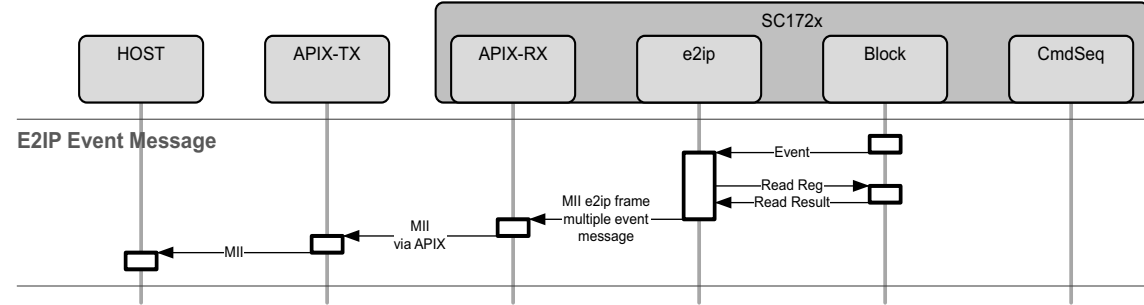 SC172x
HOST
APIX-TX
APIX-RX
e2ip
Block
CmdSeq
E2IP Event Message
Event
Read Reg
Read Result
MII e2ip frame
multiple event
message
MII
via APIX
MII